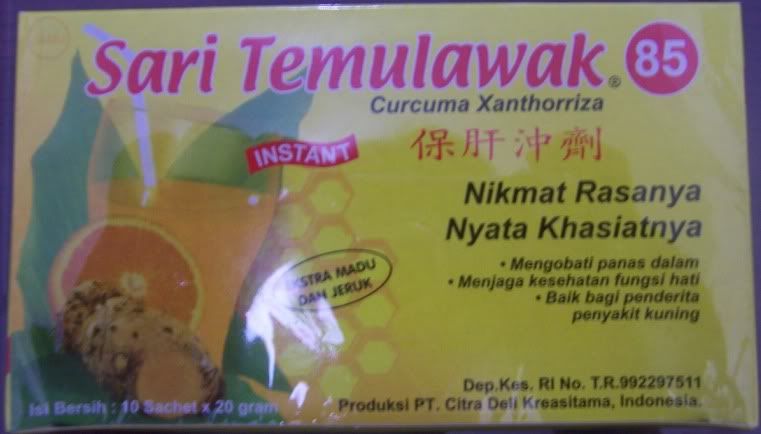 Sari Temulawak® 85
Curcuma Xanthorriza
INSTANT
保肝沖劑
Nikmat Rasanya
Nyata Khasiatnya
• Mengobati panas dalam
• Menjaga kesehatan fungsi hati
• Baik bagi penderita
penyakit kuning
EKSTRA MADU
DAN JERUK
Dep.Kes. RI No. T.R.992297511
Isi Bersih : 10 Sachet x 20 gram
Produksi PT. Citra Deli Kreasitama, Indonesia.